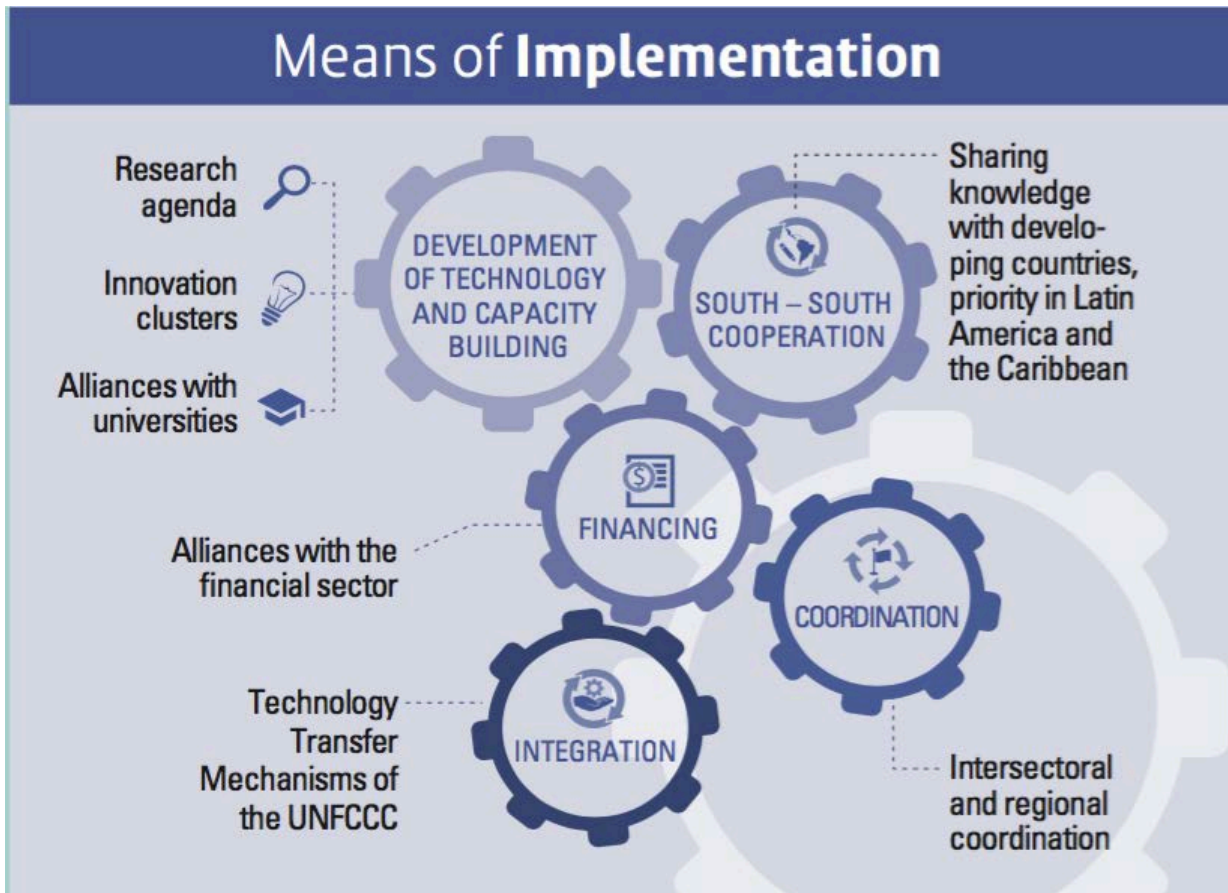 Means of Implementation
Research
agenda
Innovation
clusters
Alliances with
universities
DEVELOPMENT
OF TECHNOLOGY
AND CAPACITY
BUILDING
SOUTH – SOUTH
COOPERATION
Sharing
knowledge
with develo-
ping countries,
priority in Latin
America and
the Caribbean
Alliances with the
financial sector
$
FINANCING
COORDINATION
Intersectoral
and regional
coordination
Technology
Transfer
Mechanisms of
the UNFCCC
INTEGRATION